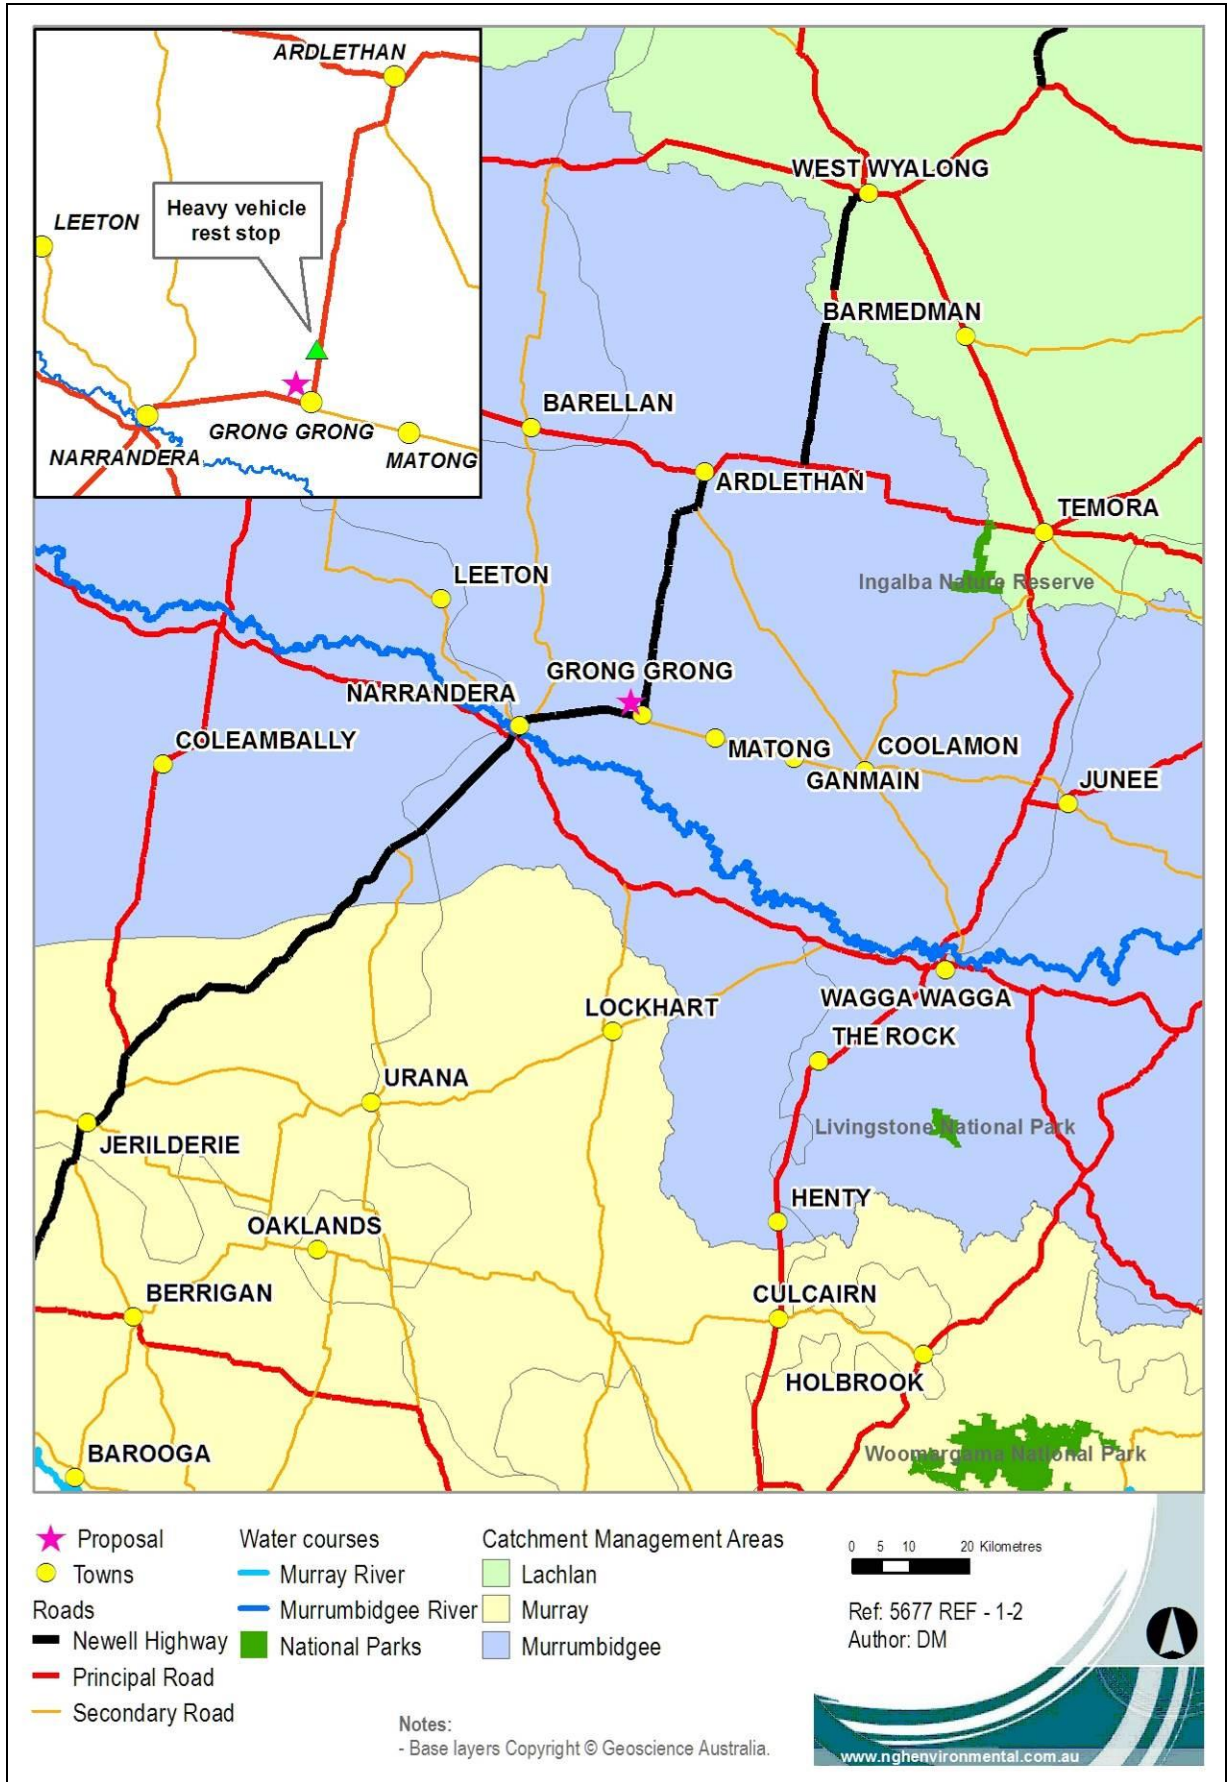 ARDLETHAN
Heavy vehicle
rest stop
LEETON
GRONG GRONG
NARRANDERA
MATONG
WEST WYALONG
BARMEDMAN
BARELLAN
ARDLETHAN
TEMORA
LEETON
Ingalba Nature Reserve
GRONG GRONG
NARRANDERA
COLEAMBALLY
MATONG
COOLAMON
GANMAIN
JUNEE
WAGGA WAGGA
LOCKHART
THE ROCK
URANA
Livingstone National Park
JERILDERIE
HENTY
OAKLANDS
BERRIGAN
CULCAIRN
HOLBROOK
BAROOGA
Woomargama National Park
Proposal
Towns
Roads
Newell Highway
Principal Road
Secondary Road
Water courses
Murray River
Murrumbidgee River
National Parks
Catchment Management Areas
Lachlan
Murray
Murrumbidgee
0 5 10 20 Kilometres
Ref: 5677 REF - 1-2
Author: DM
Notes:
- Base layers Copyright © Geoscience Australia.
www.nghenvironmental.com.au